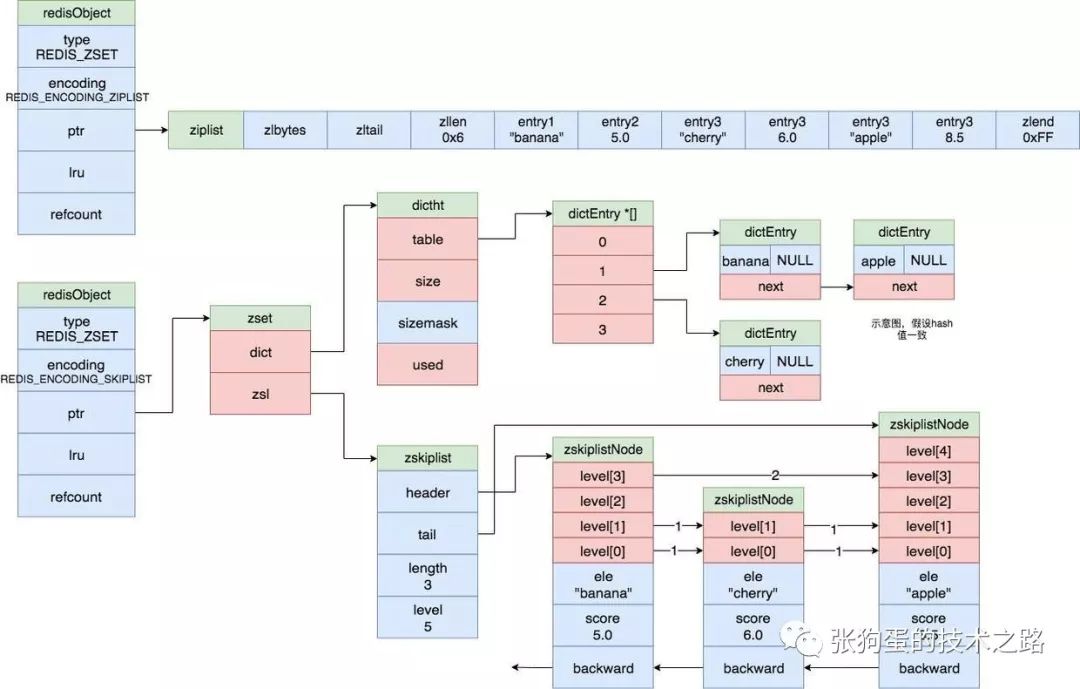 redisObject
type
REDIS_ZSET
encoding
REDIS_ENCODING_ZIPLIST
ptr
lru
refcount
ziplist
zlbytes
zltail
zllen
0x6
entry1
"banana"
entry2
5.0
entry3
"cherry"
entry3
6.0
entry3
"apple"
entry3
8.5
zlend
0xFF
redisObject
type
REDIS_ZSET
encoding
REDIS_ENCODING_SKIPLIST
ptr
lru
refcount
zset
dict
zsl
dictht
table
size
sizemask
used
dictEntry *[]
0
1
2
3
dictEntry
banana
NULL
next
dictEntry
apple
NULL
next
示意图，假设hash
值一致
dictEntry
cherry
NULL
next
zskiplist
header
tail
length
3
level
5
zskiplistNode
level[3]
level[2]
level[1]
level[0]
ele
"banana"
score
5.0
backward
2
1
1
zskiplistNode
level[1]
level[0]
ele
"cherry"
score
6.0
backward
1
1
zskiplistNode
level[4]
level[3]
level[2]
level[1]
level[0]
ele
"apple"
score
backward
张狗蛋的技术之路